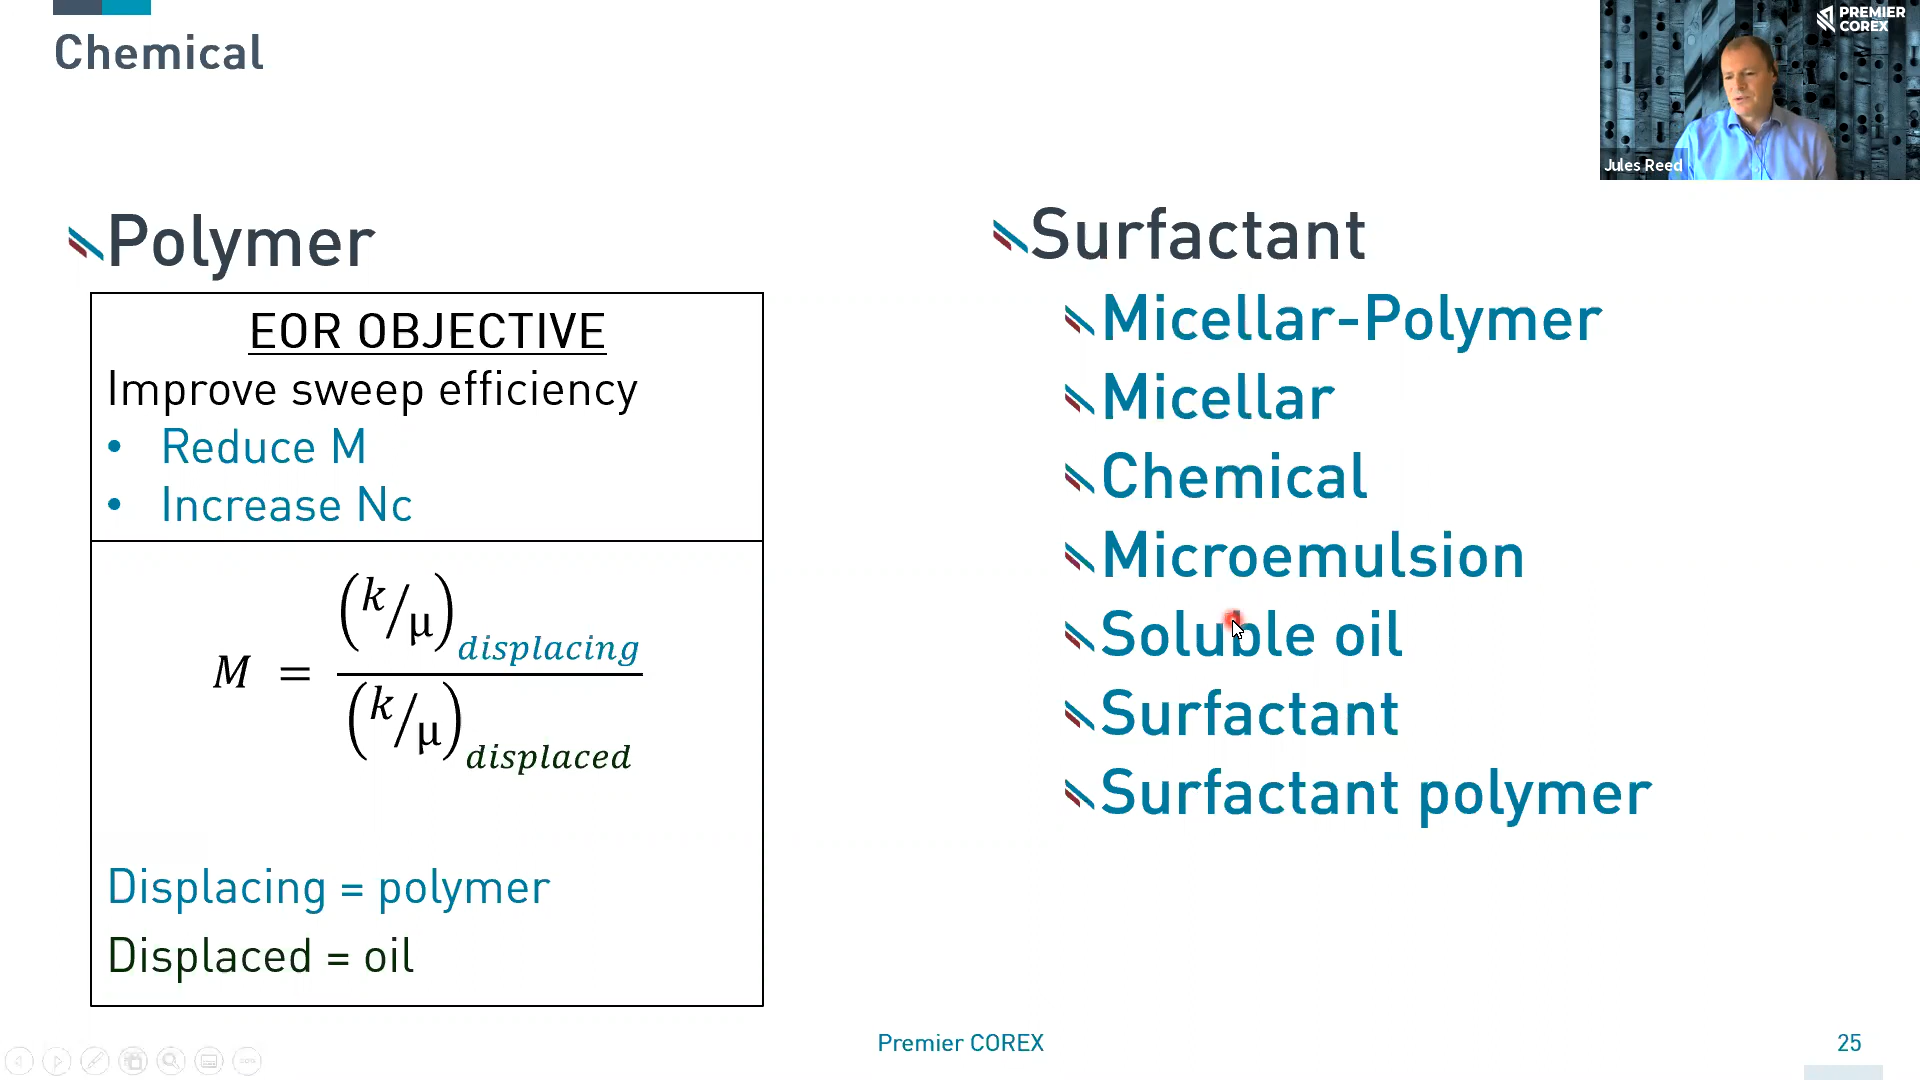 Chemical
PREMIER
COREX
Jules Reed
Polymer
EOR OBJECTIVE
Improve sweep efficiency
• Reduce M
• Increase Nc
M = (k/μ)displacing / (k/μ)displaced
Displacing = polymer
Displaced = oil
Surfactant
Micellar-Polymer
Micellar
Chemical
Microemulsion
Soluble oil
Surfactant
Surfactant polymer
Premier COREX
25